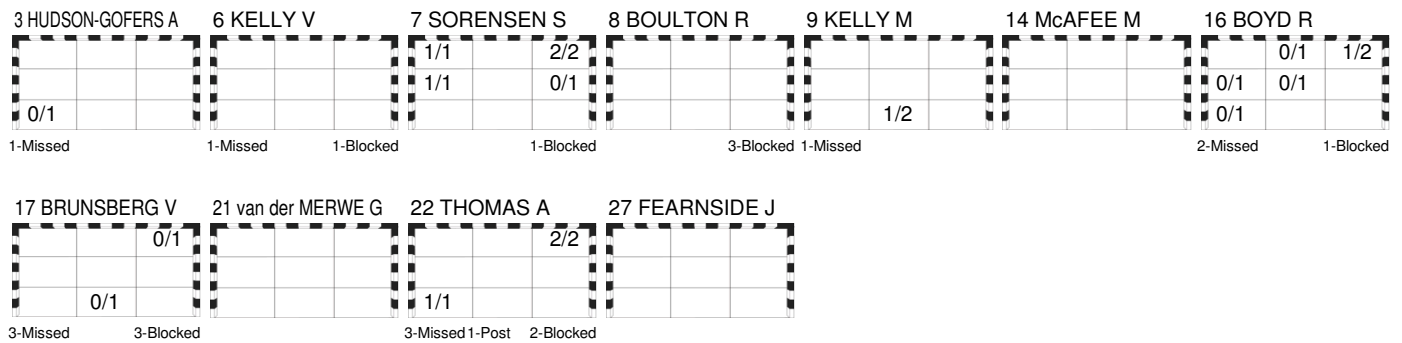 3 HUDSON-GOFERS A 6 KELLY V 7 SORENSEN S 8 BOULTON R 9 KELLY M 14 McAFEE M 16 BOYD R
1/1 2/2 0/1 1/2
1/1 0/1 0/1 0/1
0/1 1/2 0/1
1-Missed 1-Missed 1-Blocked 1-Blocked 3-Blocked 1-Missed 2-Missed 1-Blocked
17 BRUNSBERG V 21 van der MERWE G 22 THOMAS A 27 FEARNSIDE J
0/1 2/2
0/1 1/1
3-Missed 3-Blocked 3-Missed 1-Post 2-Blocked